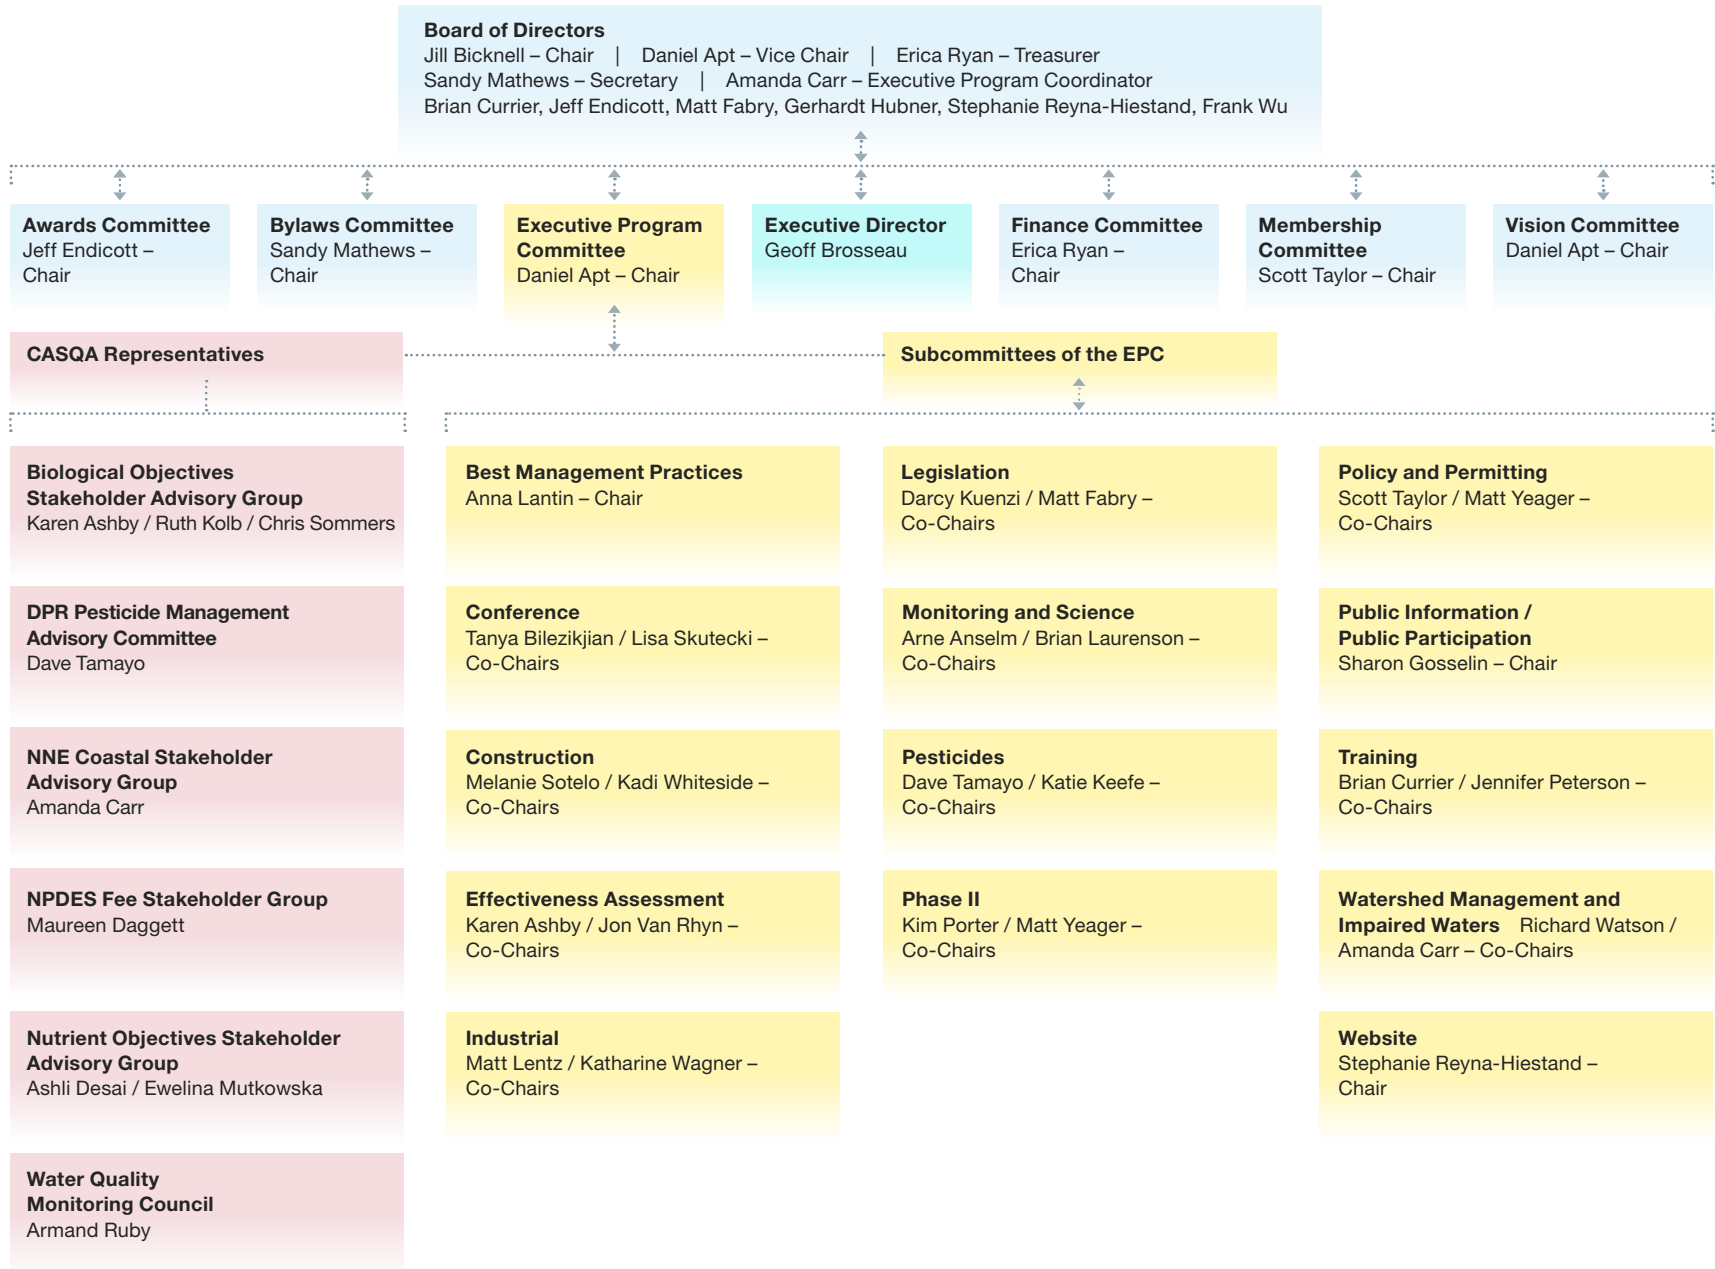 Board of Directors
Jill Bicknell – Chair | Daniel Apt – Vice Chair | Erica Ryan – Treasurer
Sandy Mathews – Secretary | Amanda Carr – Executive Program Coordinator
Brian Currier, Jeff Endicott, Matt Fabry, Gerhardt Hubner, Stephanie Reyna-Hiestand, Frank Wu
Awards Committee
Jeff Endicott –
Chair
Bylaws Committee
Sandy Mathews –
Chair
Executive Program
Committee
Daniel Apt – Chair
Executive Director
Geoff Brosseau
Finance Committee
Erica Ryan –
Chair
Membership
Committee
Scott Taylor – Chair
Vision Committee
Daniel Apt – Chair
CASQA Representatives
Subcommittees of the EPC
Biological Objectives
Stakeholder Advisory Group
Karen Ashby / Ruth Kolb / Chris Sommers
Best Management Practices
Anna Lantin – Chair
Legislation
Darcy Kuenzi / Matt Fabry –
Co-Chairs
Policy and Permitting
Scott Taylor / Matt Yeager –
Co-Chairs
DPR Pesticide Management
Advisory Committee
Dave Tamayo
Conference
Tanya Bilezikjian / Lisa Skutecki –
Co-Chairs
Monitoring and Science
Arne Anselm / Brian Laurenson –
Co-Chairs
Public Information /
Public Participation
Sharon Gosselin – Chair
NNE Coastal Stakeholder
Advisory Group
Amanda Carr
Construction
Melanie Sotelo / Kadi Whiteside –
Co-Chairs
Pesticides
Dave Tamayo / Katie Keefe –
Co-Chairs
Training
Brian Currier / Jennifer Peterson –
Co-Chairs
NPDES Fee Stakeholder Group
Maureen Daggett
Effectiveness Assessment
Karen Ashby / Jon Van Rhyn –
Co-Chairs
Phase II
Kim Porter / Matt Yeager –
Co-Chairs
Watershed Management and
Impaired Waters Richard Watson /
Amanda Carr – Co-Chairs
Nutrient Objectives Stakeholder
Advisory Group
Ashli Desai / Ewelina Mutkowska
Industrial
Matt Lentz / Katharine Wagner –
Co-Chairs
Website
Stephanie Reyna-Hiestand –
Chair
Water Quality
Monitoring Council
Armand Ruby